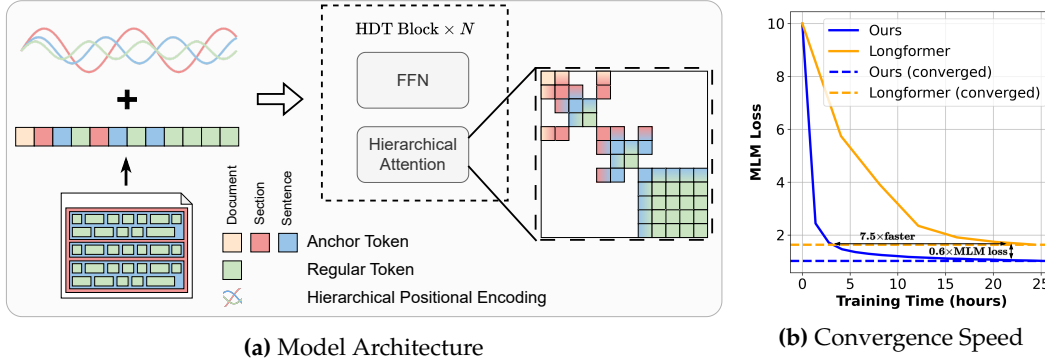 HDT Block × N
FFN
Hierarchical
Attention
Document
Section
Sentence
Anchor Token
Regular Token
Hierarchical Positional Encoding
(a) Model Architecture
10
8
6
4
2
MLM Loss
Ours
Longformer
Ours (converged)
Longformer (converged)
7.5×faster
0.6×MLM loss
0
5
10
15
20
25
Training Time (hours)
(b) Convergence Speed